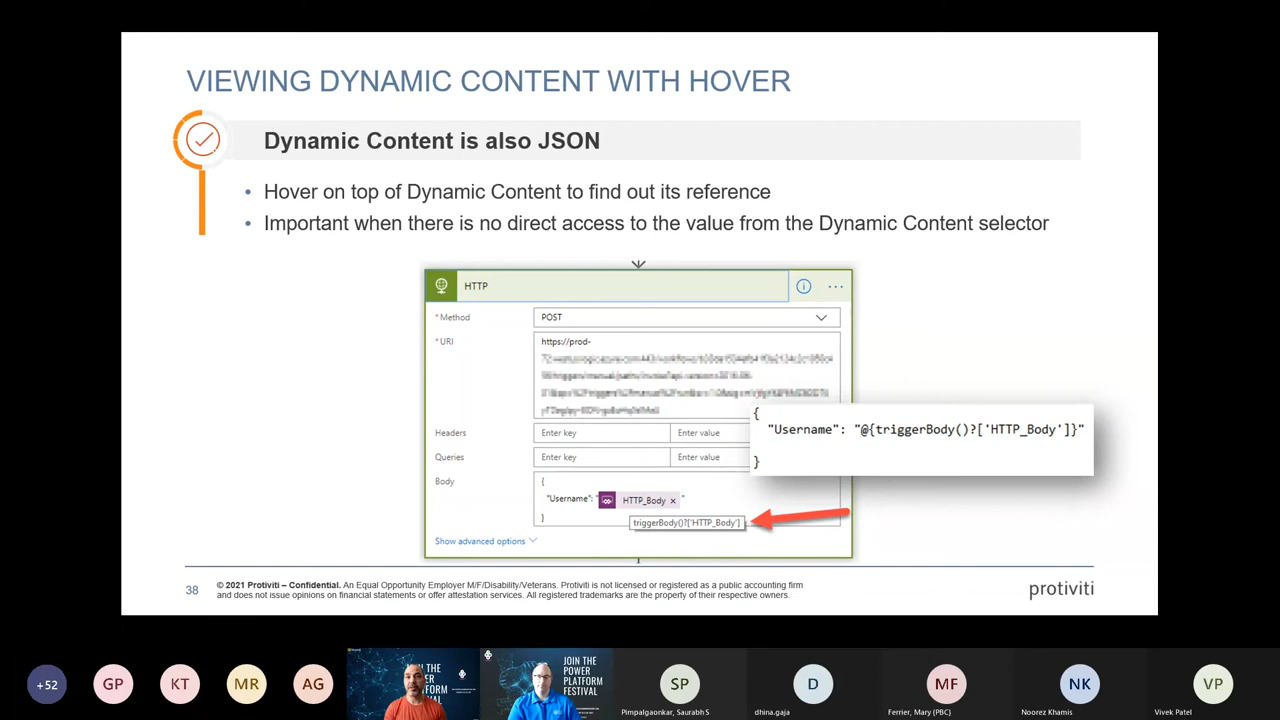 VIEWING DYNAMIC CONTENT WITH HOVER
Dynamic Content is also JSON
• Hover on top of Dynamic Content to find out its reference
• Important when there is no direct access to the value from the Dynamic Content selector
HTTP
* Method
POST
* URI
https://prod-
Headers
Enter key
Enter value
Queries
Enter key
Enter value
Body
{
"Username": "HTTP_Body x "
}
triggerBody()?['HTTP_Body']
Show advanced options
{
"Username": "@{triggerBody()?['HTTP_Body']}"
}
38
© 2021 Protiviti – Confidential. An Equal Opportunity Employer M/F/Disability/Veterans. Protiviti is not licensed or registered as a public accounting firm
and does not issue opinions on financial statements or offer attestation services. All registered trademarks are the property of their respective owners.
protiviti
+52
GP
KT
MR
AG
JOIN THE
POWER
PLATFORM
FESTIVAL
SP
Pimpalgaonkar, Saurabh S
D
dhina.gaja
MF
Ferrier, Mary (PBC)
NK
Noorez Khamis
VP
Vivek Patel